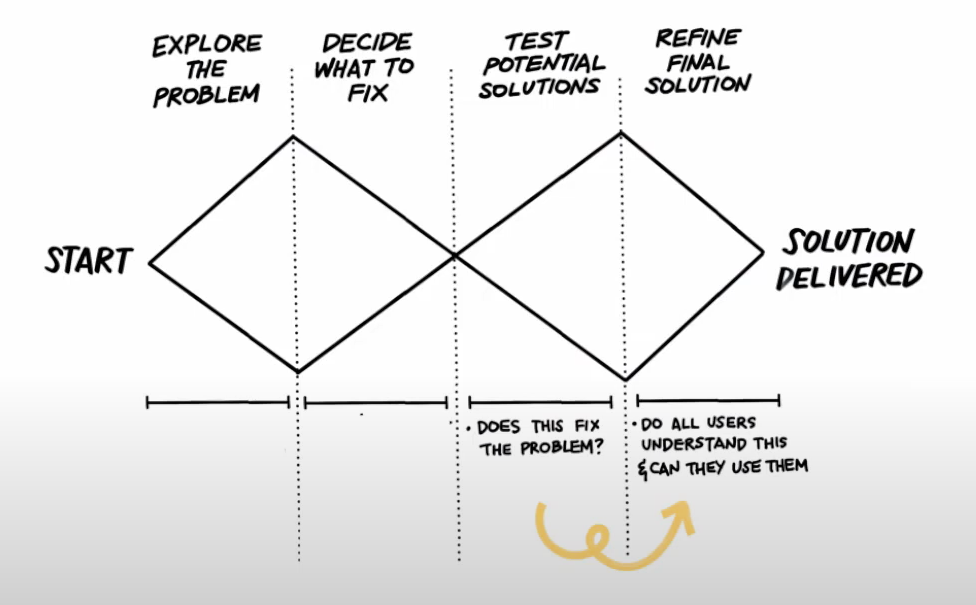 EXPLORE
THE
PROBLEM
DECIDE
WHAT TO
FIX
TEST
POTENTIAL
SOLUTIONS
REFINE
FINAL
SOLUTION
START
SOLUTION
DELIVERED
• DOES THIS FIX
THE PROBLEM?
• DO ALL USERS
UNDERSTAND THIS
& CAN THEY USE THEM